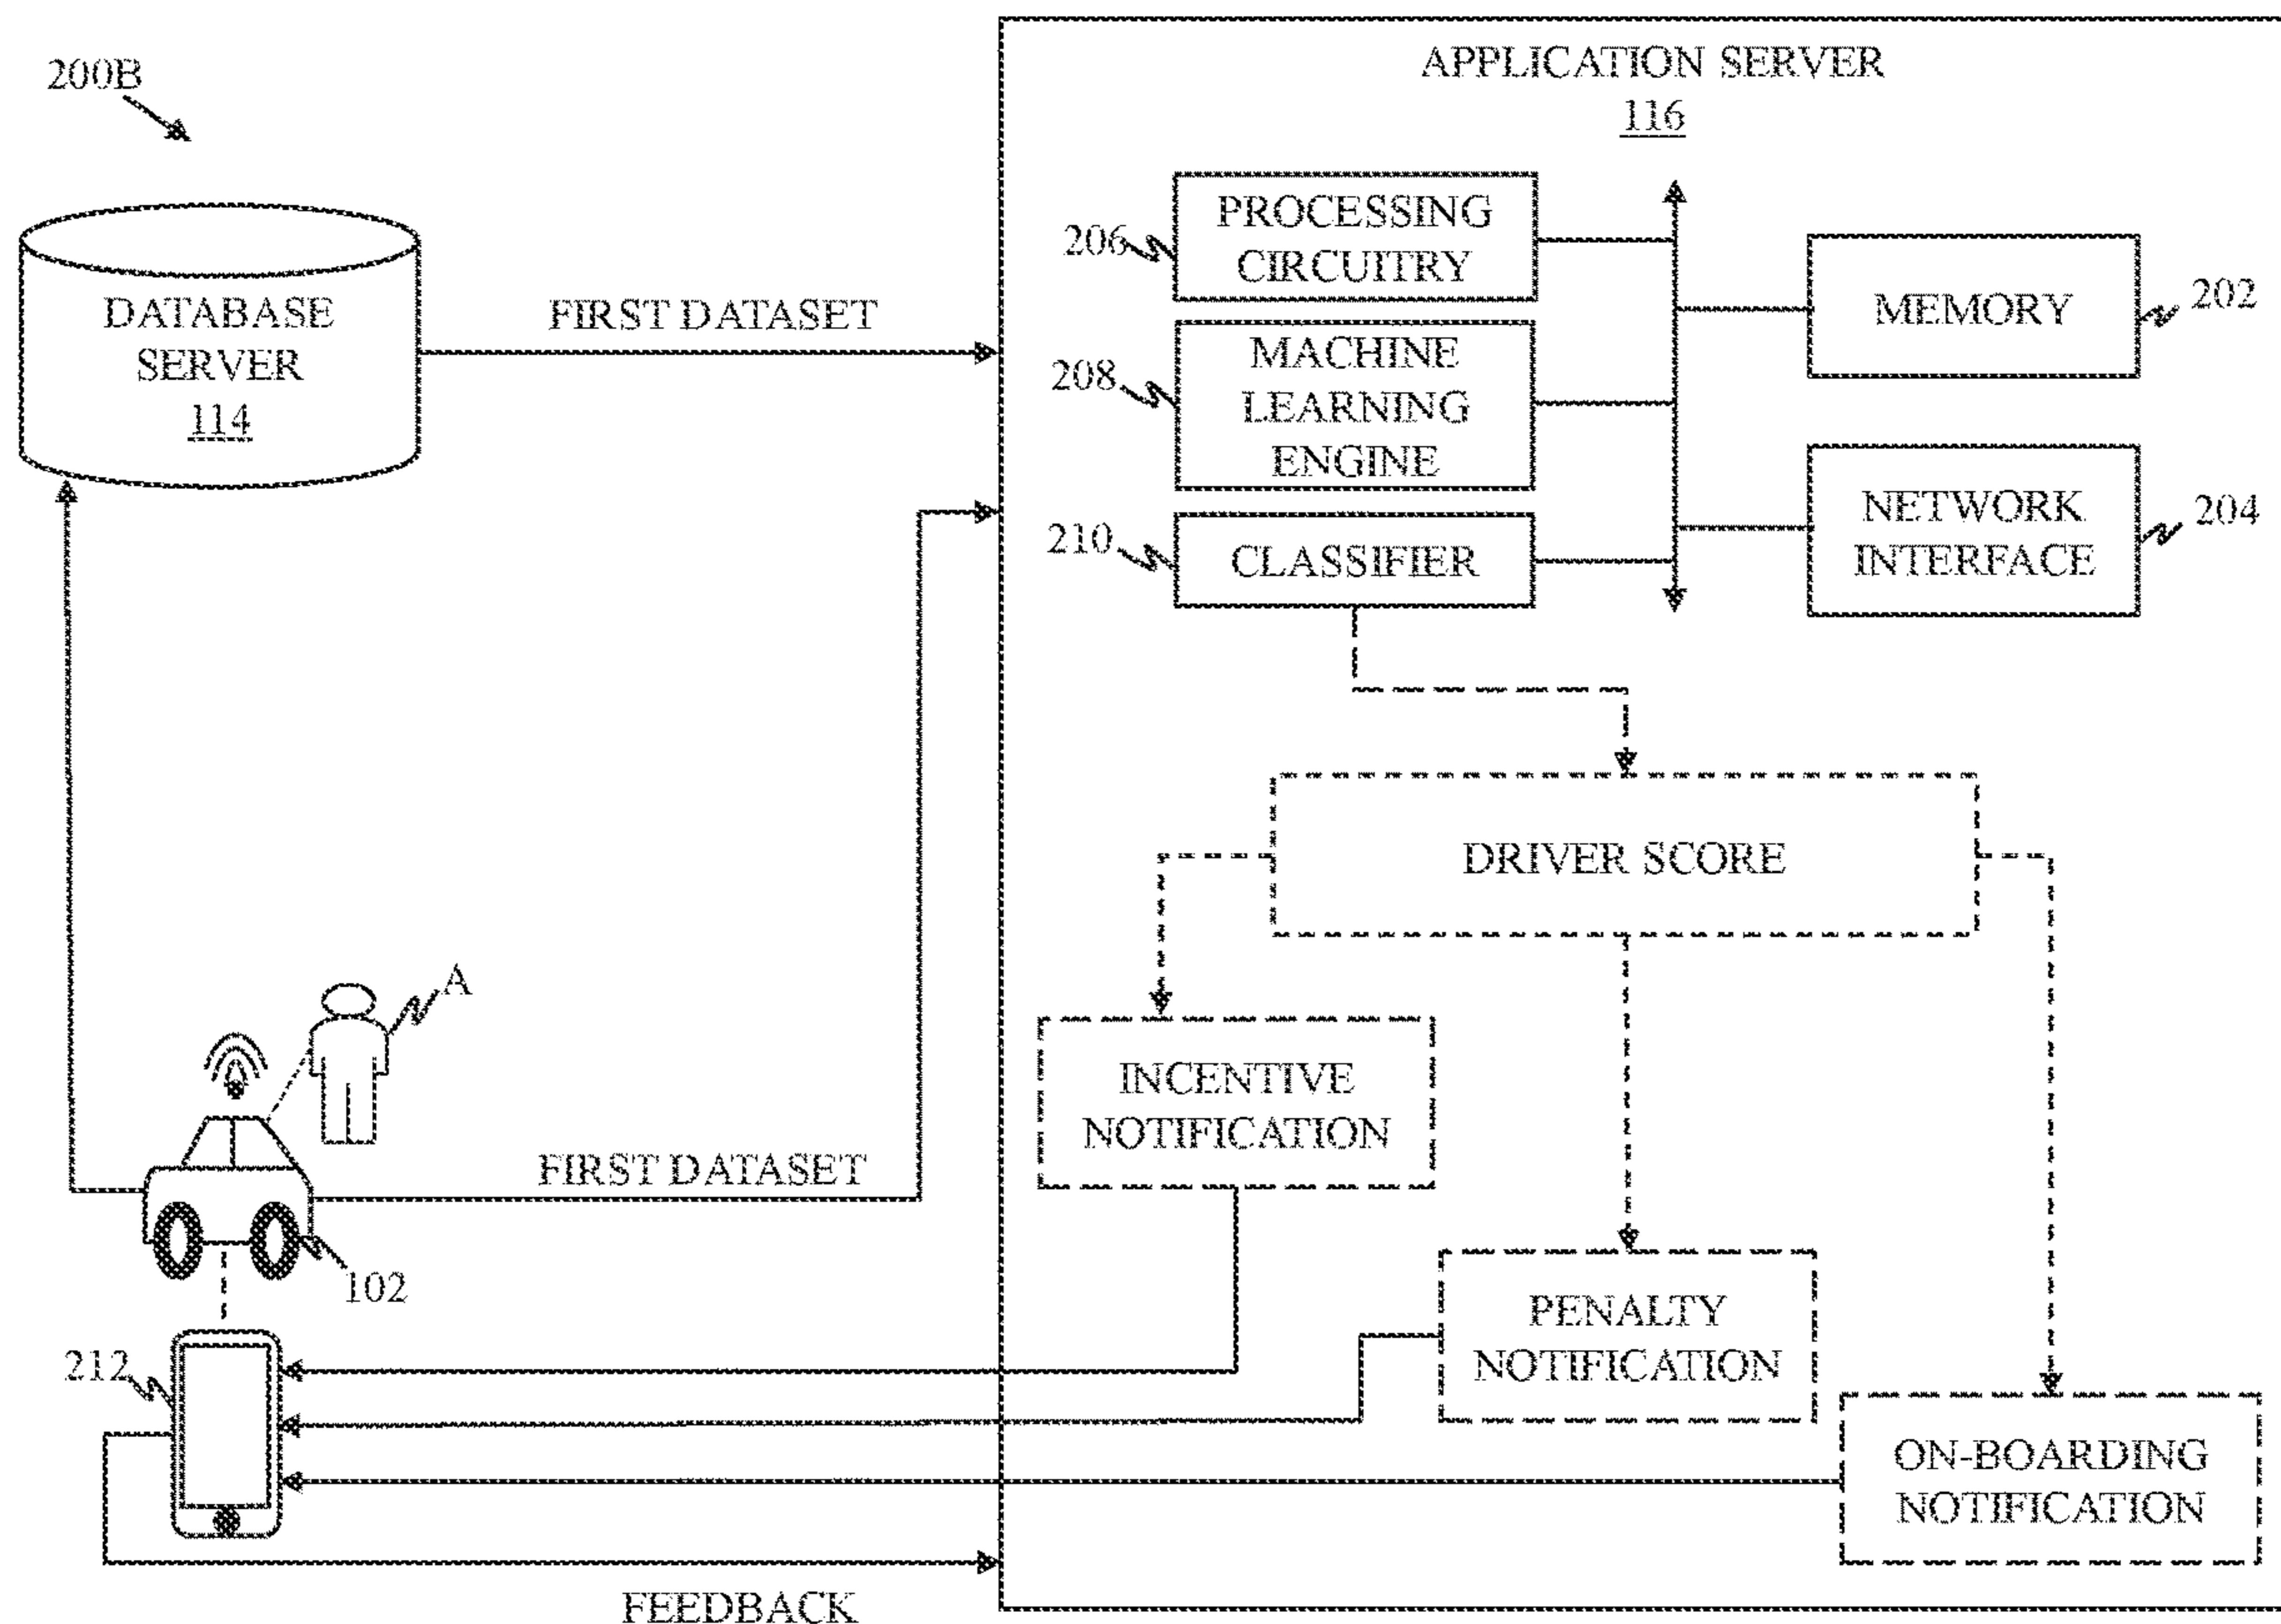 200B
APPLICATION SERVER
116
DATABASE
SERVER
114
FIRST DATASET
206
PROCESSING
CIRCUITRY
208
MACHINE
LEARNING
ENGINE
210
CLASSIFIER
MEMORY
202
NETWORK
INTERFACE
204
DRIVER SCORE
A
102
FIRST DATASET
INCENTIVE
NOTIFICATION
PENALTY
NOTIFICATION
ON-BOARDING
NOTIFICATION
212
FEEDBACK